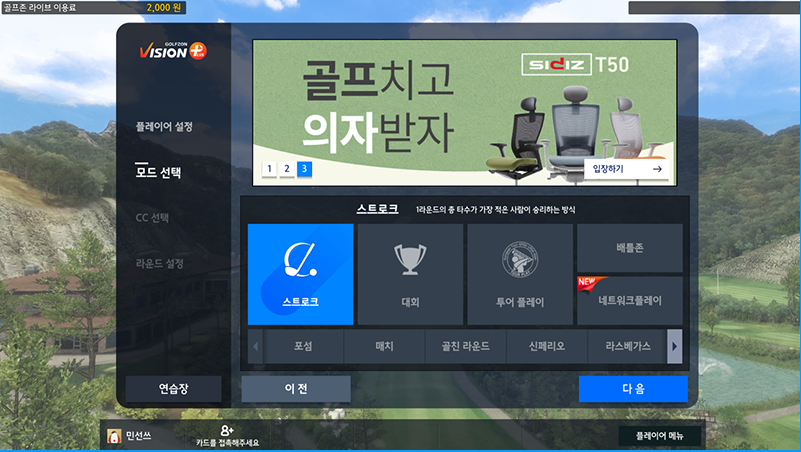 골프존 라이브 이용료 2,000 원
GOLFZON
VISION PLUS
골프치고
의자받자
SIDIZ T50
1 2 3
입장하기 →
플레이어 설정
모드 선택
CC 선택
라운드 설정
스트로크 1라운드의 총 타수가 가장 적은 사람이 승리하는 방식
스트로크
대회
투어 플레이
배틀존
NEW
네트워크플레이
포섬
매치
골친 라운드
신페리오
라스베가스
연습장
이 전
다 음
민선쓰
8+
카드를 접촉해주세요
플레이어 메뉴